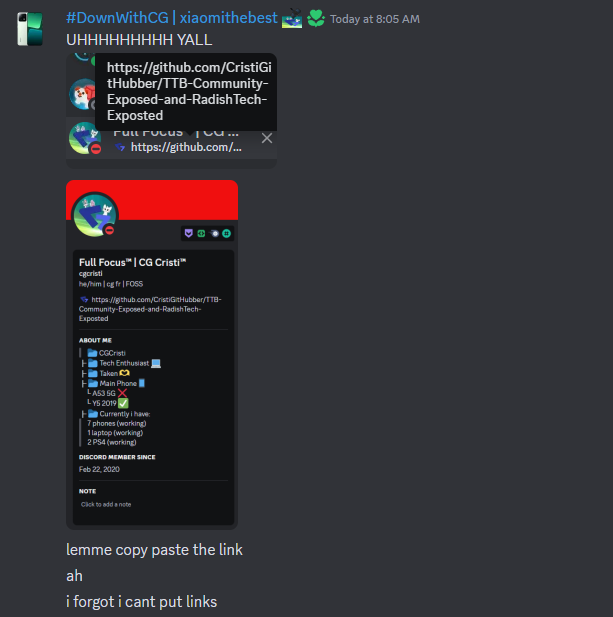 #DownWithCG | xiaomithebest Today at 8:05 AM
UHHHHHHHHH YALL
https://github.com/CristiGi
tHubber/TTB-Community-
Exposed-and-RadishTech-
Exposted
Full Focus™ | CG ...
https://github.com/...
Full Focus™ | CG Cristi™
cgcristi
he/him | cg fr | FOSS
https://github.com/CristiGitHubber/TTB-
Community-Exposed-and-RadishTech-
Exposted
ABOUT ME
CGCristi
Tech Enthusiast
Taken
Main Phone
A53 5G
Y5 2019
Currently i have:
7 phones (working)
1 laptop (working)
2 PS4 (working)
DISCORD MEMBER SINCE
Feb 22, 2020
NOTE
Click to add a note
lemme copy paste the link
ah
i forgot i cant put links